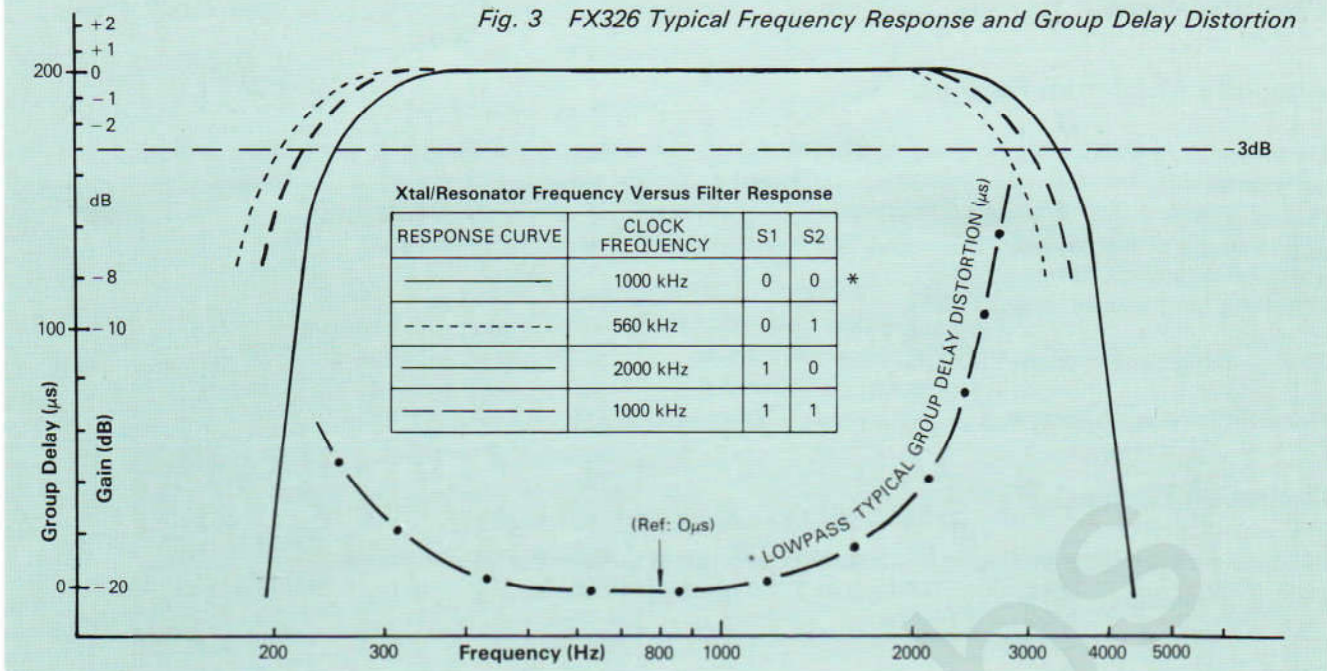 Fig. 3 FX326 Typical Frequency Response and Group Delay Distortion
+2
+1
200 0
-1
-2
-3dB
dB
-8
100 -10
0 -20
Group Delay (µs)
Gain (dB)
Xtal/Resonator Frequency Versus Filter Response
RESPONSE CURVE CLOCK FREQUENCY S1 S2
1000 kHz 0 0 *
560 kHz 0 1
2000 kHz 1 0
1000 kHz 1 1
(Ref: 0µs)
* LOWPASS TYPICAL GROUP DELAY DISTORTION (µs)
200 300 Frequency (Hz) 800 1000 2000 3000 4000 5000